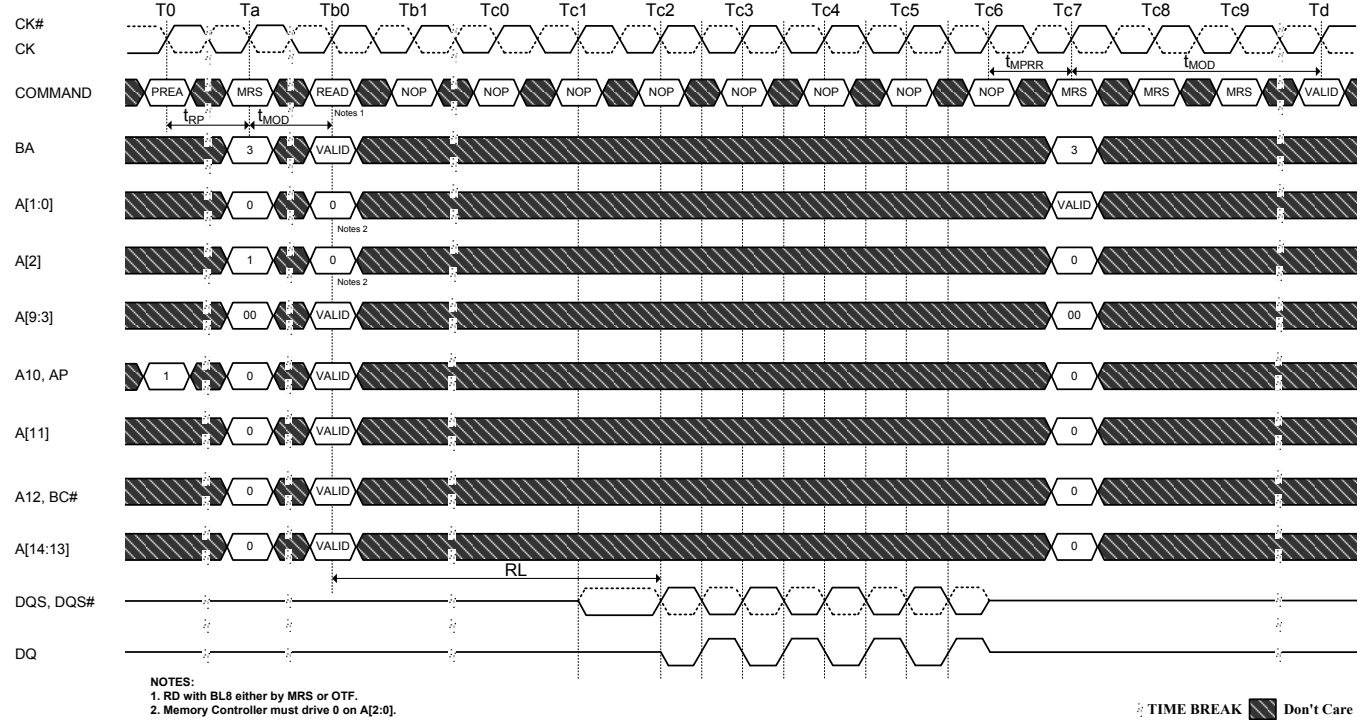 T0 Ta Tb0 Tb1 Tc0 Tc1 Tc2 Tc3 Tc4 Tc5 Tc6 Tc7 Tc8 Tc9 Td
CK#
CK
tMPRR tMOD
COMMAND PREA MRS READ NOP NOP NOP NOP NOP NOP NOP NOP MRS MRS MRS VALID
tRP tMOD Notes 1
BA 3 VALID 3
A[1:0] 0 0 VALID
Notes 2
A[2] 1 0 0
Notes 2
A[9:3] 00 VALID 00
A10, AP 1 0 VALID 0
A[11] 0 VALID 0
A12, BC# 0 VALID 0
A[14:13] 0 VALID 0
RL
DQS, DQS#
DQ
NOTES:
1. RD with BL8 either by MRS or OTF.
2. Memory Controller must drive 0 on A[2:0].
TIME BREAK Don't Care